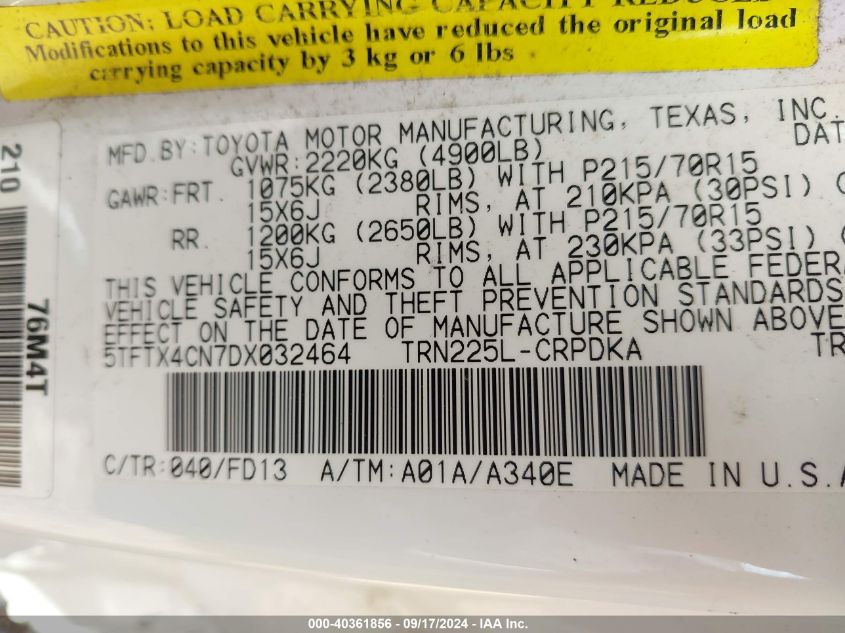 CAUTION: LOAD CARRYING CAPACITY REDUCED
Modifications to this vehicle have reduced the original load
carrying capacity by 3 kg or 6 lbs
210
76M4T
MFD.BY:TOYOTA MOTOR MANUFACTURING, TEXAS, INC.
DAT
GVWR:2220KG (4900LB)
GAWR:FRT. 1075KG (2380LB) WITH P215/70R15
15X6J RIMS, AT 210KPA (30PSI) C
RR. 1200KG (2650LB) WITH P215/70R15
15X6J RIMS, AT 230KPA (33PSI) (
THIS VEHICLE CONFORMS TO ALL APPLICABLE FEDERA
VEHICLE SAFETY AND THEFT PREVENTION STANDARDS
EFFECT ON THE DATE OF MANUFACTURE SHOWN ABOVE
5TFTX4CN7DX032464 TRN225L-CRPDKA TR
C/TR:040/FD13 A/TM:A01A/A340E MADE IN U.S.A
000-40361856 / 09/17/2024 - IAA Inc.